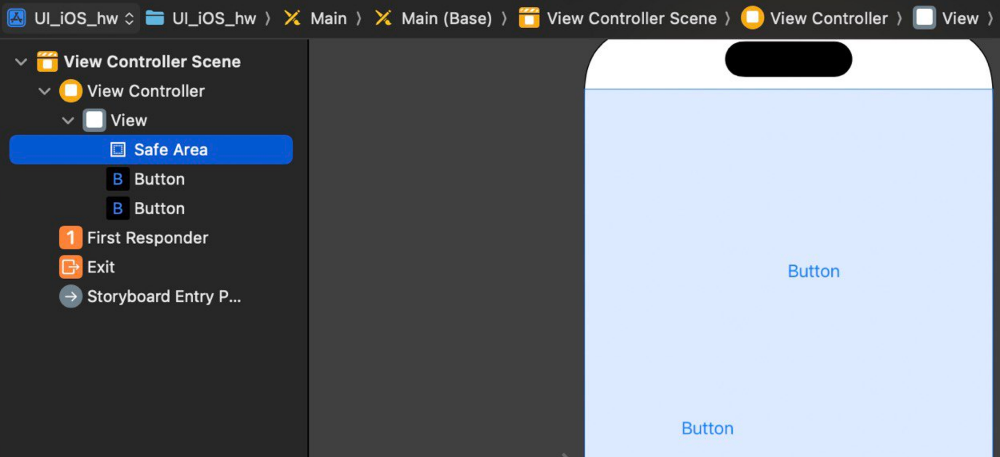 UI_iOS_hw UI_iOS_hw Main Main (Base) View Controller Scene View Controller View
View Controller Scene
View Controller
View
Safe Area
B Button
B Button
1 First Responder
Exit
Storyboard Entry P...
Button
Button